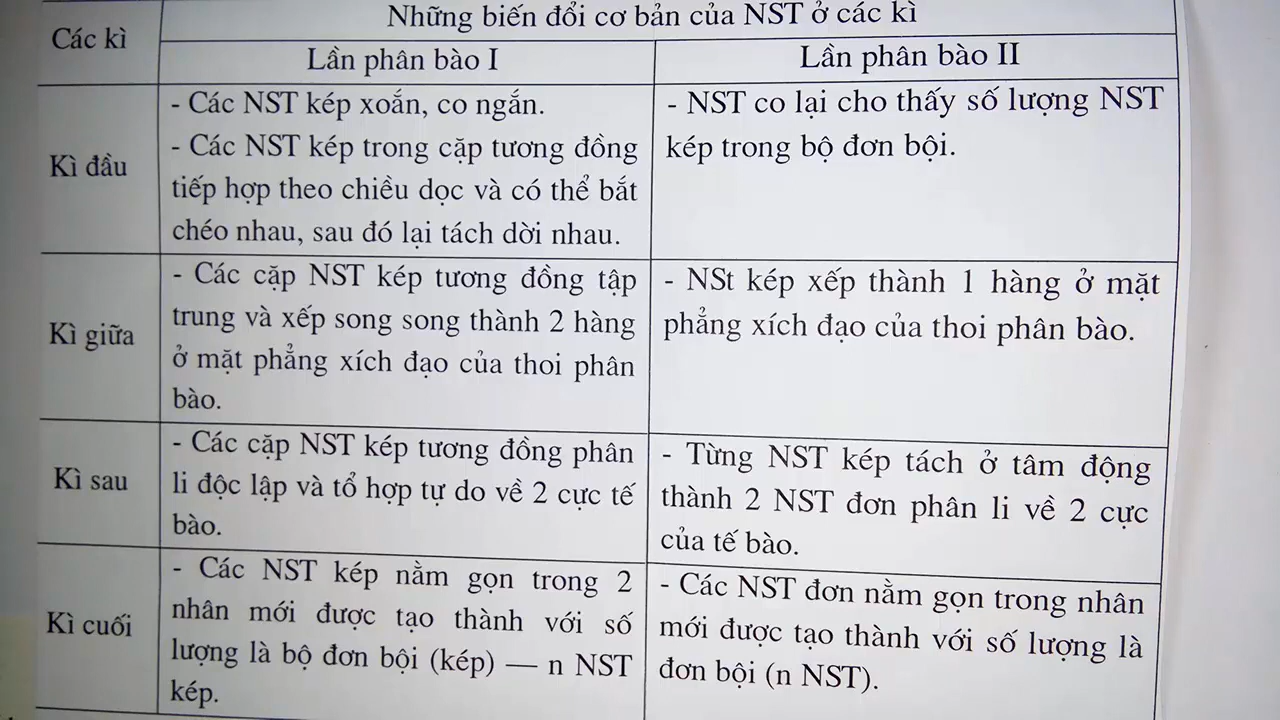 Các kì
Những biến đổi cơ bản của NST ở các kì
Lần phân bào I
Lần phân bào II
Kì đầu
- Các NST kép xoắn, co ngắn.
- Các NST kép trong cặp tương đồng
tiếp hợp theo chiều dọc và có thể bắt
chéo nhau, sau đó lại tách dời nhau.
- NST co lại cho thấy số lượng NST
kép trong bộ đơn bội.
Kì giữa
- Các cặp NST kép tương đồng tập
trung và xếp song song thành 2 hàng
ở mặt phẳng xích đạo của thoi phân
bào.
- NSt kép xếp thành 1 hàng ở mặt
phẳng xích đạo của thoi phân bào.
Kì sau
- Các cặp NST kép tương đồng phân
li độc lập và tổ hợp tự do về 2 cực tế
bào.
- Từng NST kép tách ở tâm động
thành 2 NST đơn phân li về 2 cực
của tế bào.
Kì cuối
- Các NST kép nằm gọn trong 2
nhân mới được tạo thành với số
lượng là bộ đơn bội (kép) — n NST
kép.
- Các NST đơn nằm gọn trong nhân
mới được tạo thành với số lượng là
đơn bội (n NST).